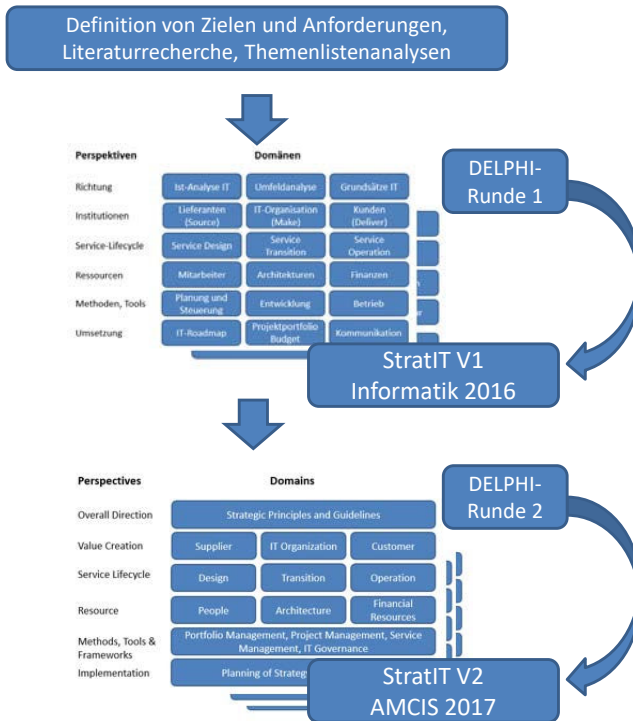 Definition von Zielen und Anforderungen,
Literaturrecherche, Themenlistenanalysen
Perspektiven Domänen
Richtung Ist-Analyse IT Umfeldanalyse Grundsätze IT
Institutionen Lieferanten (Source) IT-Organisation (Make) Kunden (Deliver)
Service-Lifecycle Service Design Service Transition Service Operation
Ressourcen Mitarbeiter Architekturen Finanzen
Methoden, Tools Planung und Steuerung Entwicklung Betrieb
Umsetzung IT-Roadmap Projektportfolio Budget Kommunikation
DELPHI-
Runde 1
StratIT V1
Informatik 2016
Perspectives Domains
Overall Direction Strategic Principles and Guidelines
Value Creation Supplier IT Organization Customer
Service Lifecycle Design Transition Operation
Resource People Architecture Financial Resources
Methods, Tools & Frameworks
Portfolio Management, Project Management, Service
Management, IT Governance
Implementation Planning of Strateg
DELPHI-
Runde 2
StratIT V2
AMCIS 2017